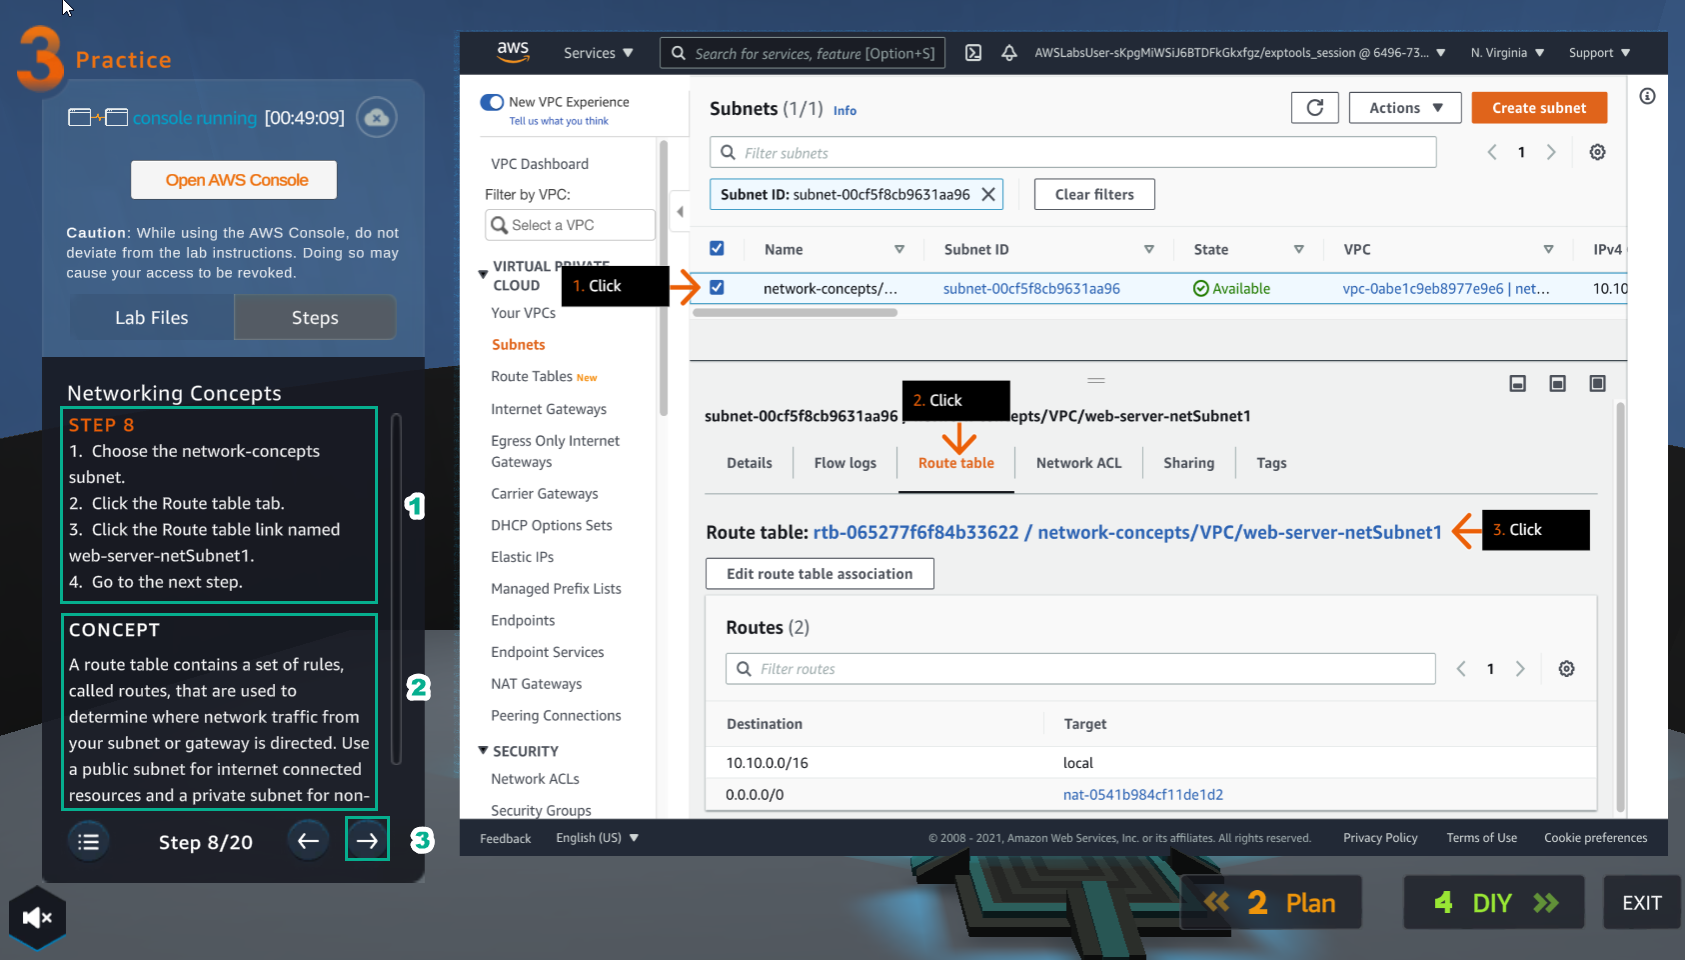 3 Practice
console running [00:49:09]
Open AWS Console
Caution: While using the AWS Console, do not
deviate from the lab instructions. Doing so may
cause your access to be revoked.
Lab Files
Steps
Networking Concepts
STEP 8
1. Choose the network-concepts
subnet.
2. Click the Route table tab.
3. Click the Route table link named
web-server-netSubnet1.
4. Go to the next step.
1
CONCEPT
A route table contains a set of rules,
called routes, that are used to
determine where network traffic from
your subnet or gateway is directed. Use
a public subnet for internet connected
resources and a private subnet for non-
2
Step 8/20
3
aws
Services
Search for services, feature [Option+S]
AWSLabsUser-sKpgMiWSiJ6BTDFkGkxfgz/exptools_session @ 6496-73...
N. Virginia
Support
New VPC Experience
Tell us what you think
VPC Dashboard
Filter by VPC:
Select a VPC
VIRTUAL PRIVATE
CLOUD
Your VPCs
Subnets
Route Tables New
Internet Gateways
Egress Only Internet
Gateways
Carrier Gateways
DHCP Options Sets
Elastic IPs
Managed Prefix Lists
Endpoints
Endpoint Services
NAT Gateways
Peering Connections
SECURITY
Network ACLs
Security Groups
Subnets (1/1) Info
Actions
Create subnet
Filter subnets
1
Subnet ID: subnet-00cf5f8cb9631aa96
Clear filters
Name
Subnet ID
State
VPC
IPv4
1. Click
network-concepts/...
subnet-00cf5f8cb9631aa96
Available
vpc-0abe1c9eb8977e9e6 | net...
10.10
2. Click
subnet-00cf5f8cb9631aa96 / epts/VPC/web-server-netSubnet1
Details
Flow logs
Route table
Network ACL
Sharing
Tags
Route table: rtb-065277f6f84b33622 / network-concepts/VPC/web-server-netSubnet1
3. Click
Edit route table association
Routes (2)
Filter routes
1
Destination
Target
10.10.0.0/16
local
0.0.0.0/0
nat-0541b984cf11de1d2
Feedback
English (US)
© 2008 - 2021, Amazon Web Services, Inc. or its affiliates. All rights reserved.
Privacy Policy
Terms of Use
Cookie preferences
2 Plan
4 DIY
EXIT